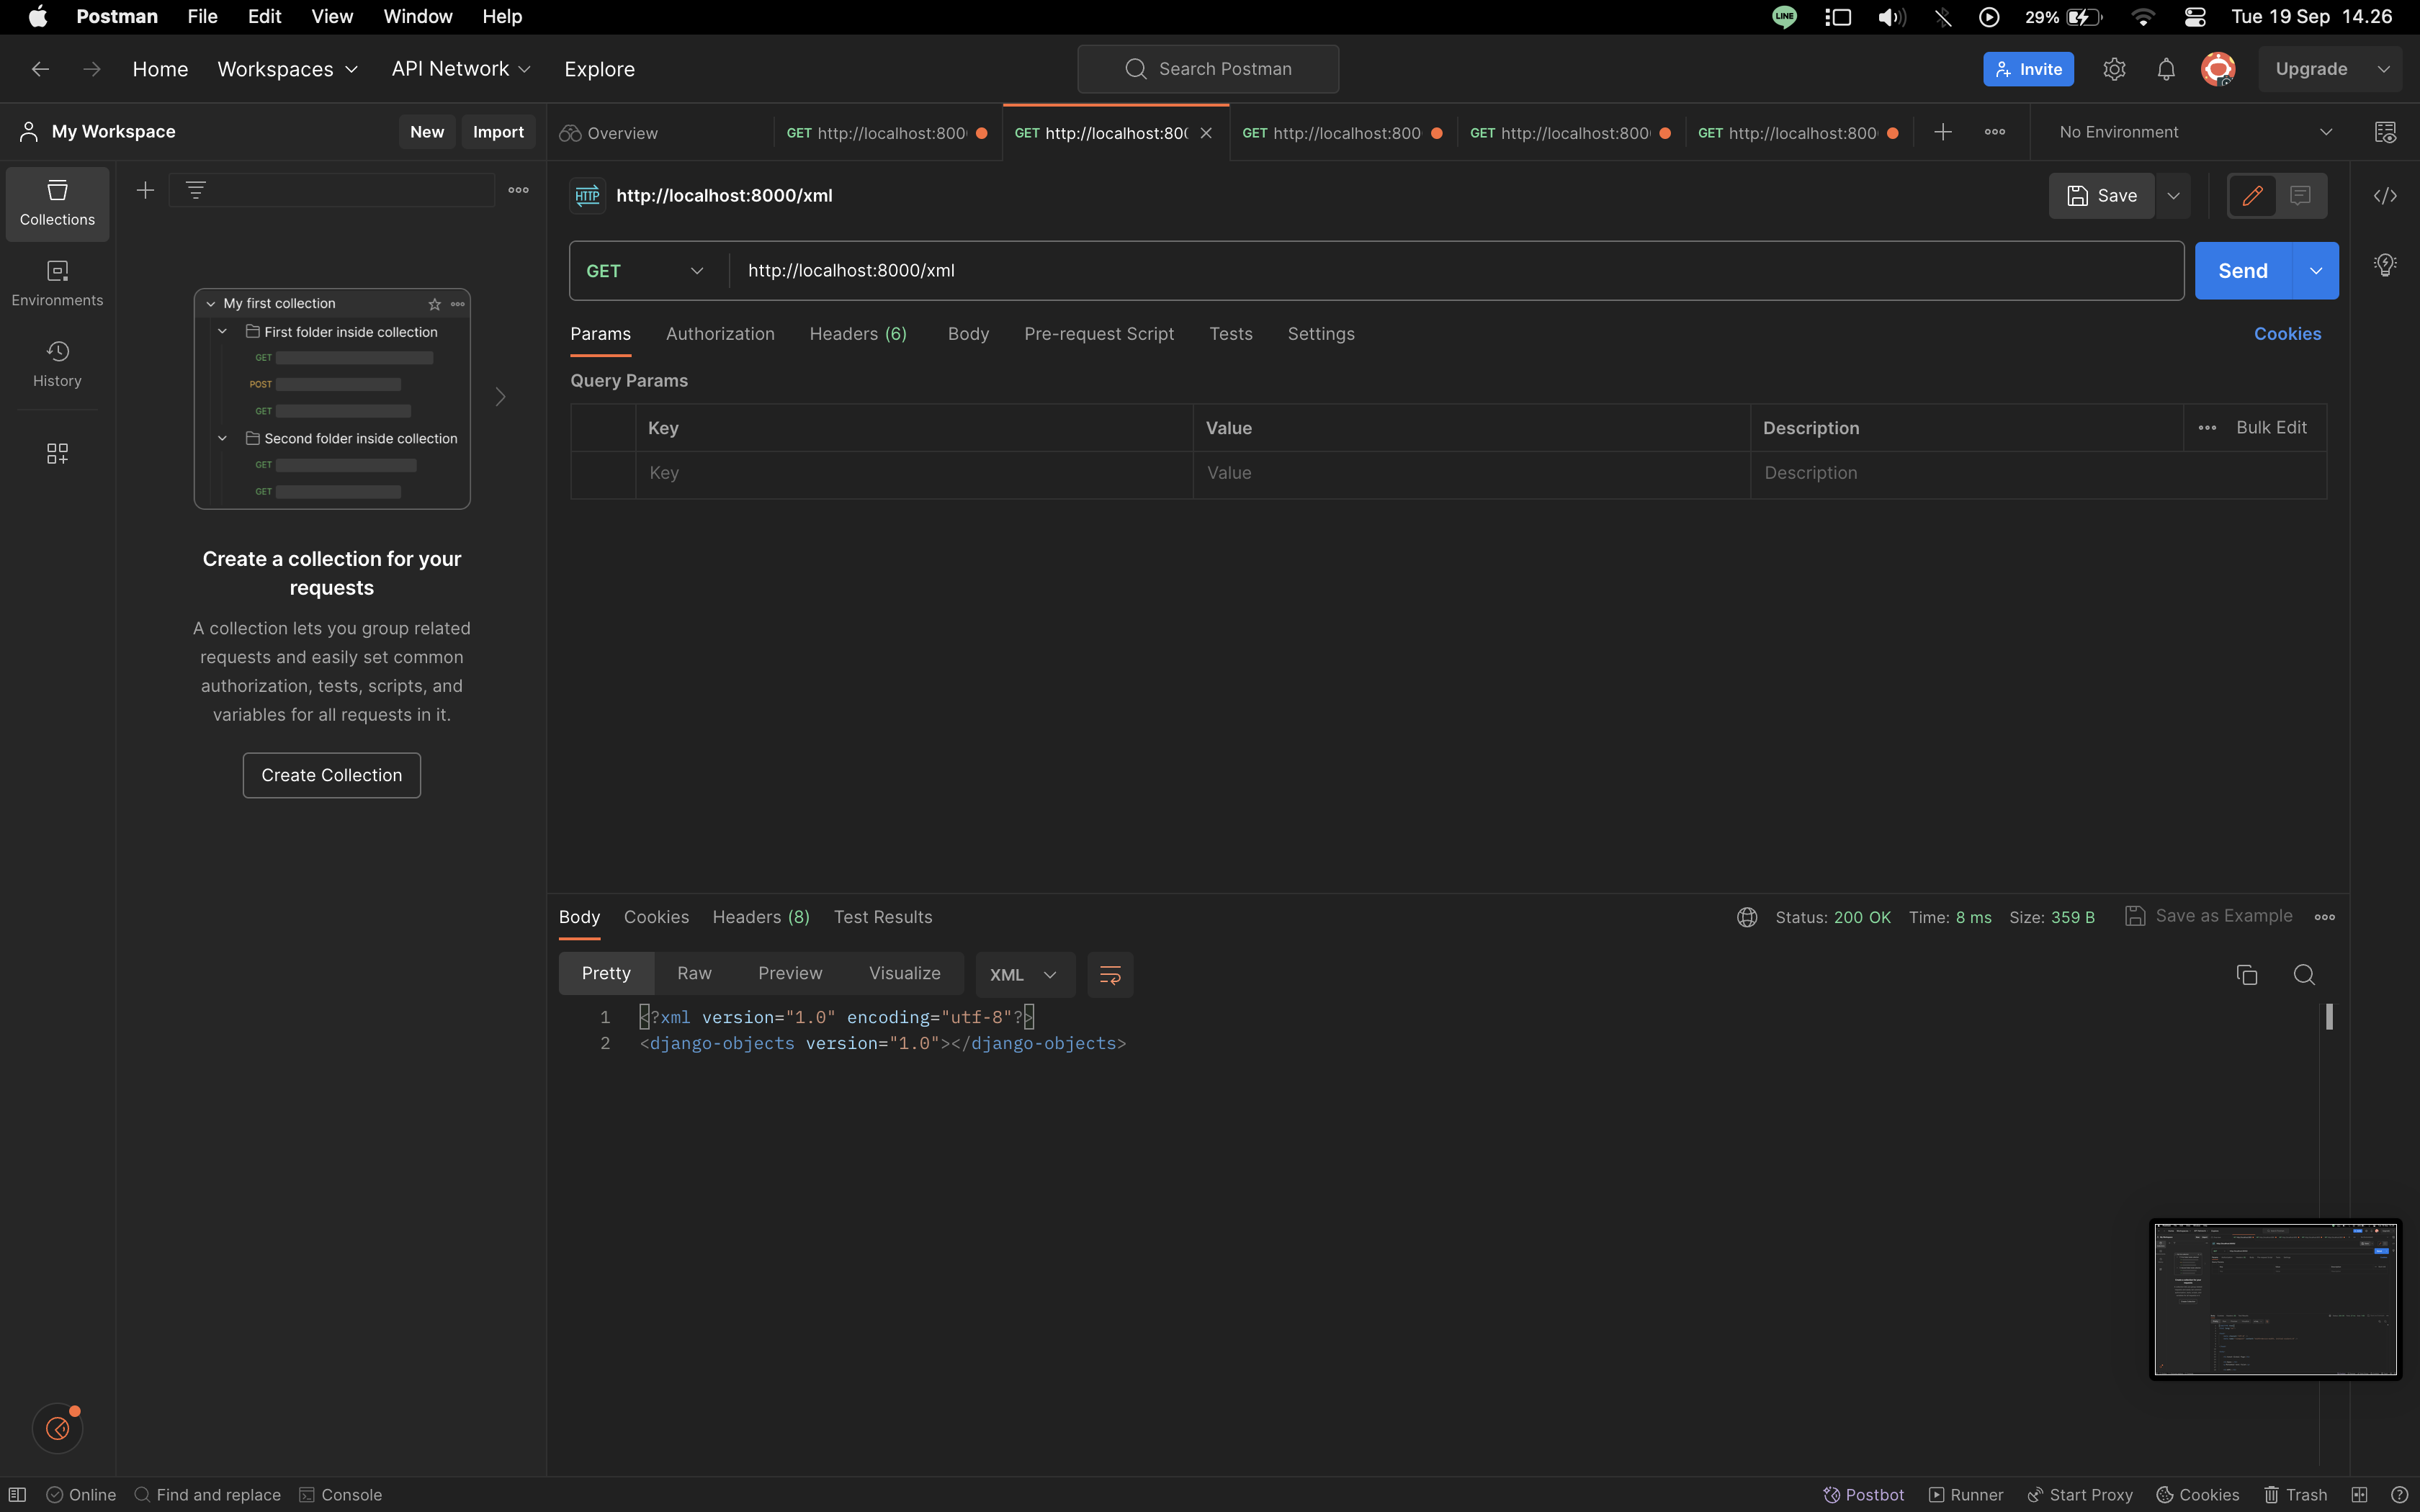 Postman File Edit View Window Help
LINE 29% Tue 19 Sep 14.26
Home Workspaces API Network Explore
Search Postman
Invite Upgrade
My Workspace New Import
Overview
GET http://localhost:800
GET http://localhost:80
GET http://localhost:800
GET http://localhost:800
GET http://localhost:800
No Environment
Collections
Environments
History
My first collection
First folder inside collection
GET
POST
GET
Second folder inside collection
GET
GET
Create a collection for your
requests
A collection lets you group related
requests and easily set common
authorization, tests, scripts, and
variables for all requests in it.
Create Collection
HTTP http://localhost:8000/xml
Save
GET http://localhost:8000/xml
Send
Params Authorization Headers (6) Body Pre-request Script Tests Settings Cookies
Query Params
Key Value Description Bulk Edit
Key Value Description
Body Cookies Headers (8) Test Results
Status: 200 OK Time: 8 ms Size: 359 B Save as Example
Pretty Raw Preview Visualize XML
1 <?xml version="1.0" encoding="utf-8"?>
2 <django-objects version="1.0"></django-objects>
Online Find and replace Console
Postbot Runner Start Proxy Cookies Trash